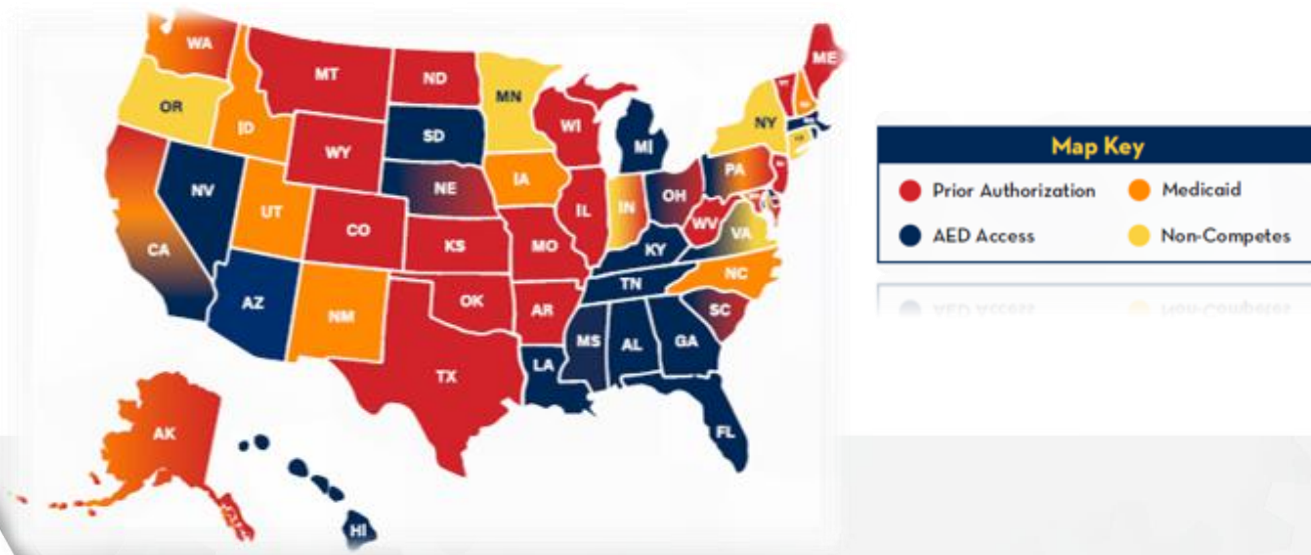 WA
MT
ND
MN
ME
OR
ID
SD
WI
NY
WY
MI
NV
NE
IA
PA
UT
CO
IL
IN
OH
CA
KS
MO
WV
VA
KY
AZ
NM
OK
AR
TN
NC
SC
TX
LA
MS
AL
GA
AK
FL
HI
Map Key
Prior Authorization
Medicaid
AED Access
Non-Competes